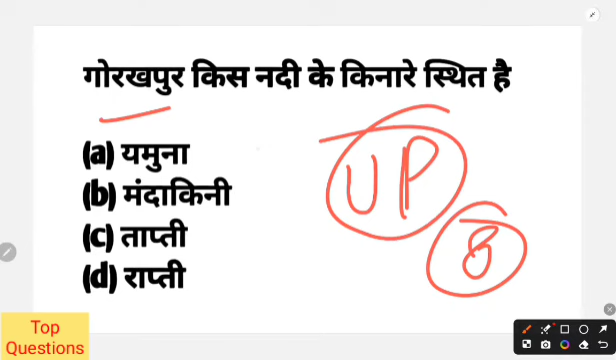 गोरखपुर किस नदी के किनारे स्थित है
(a) यमुना
(b) मंदाकिनी
(c) ताप्ती
(d) राप्ती
UP
8
Top
Questions